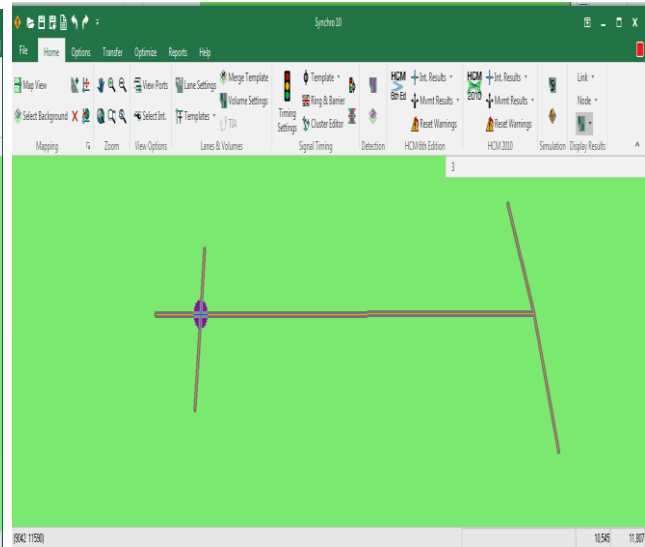 Synchro 10
File Home Options Transfer Optimize Reports Help
Map View
Select Background
Mapping
Zoom
View Ports
Select Int.
View Options
Lane Settings
Templates
Merge Template
Volume Settings
TIA
Lanes & Volumes
Timing
Settings
Template
Ring & Barrier
Cluster Editor
Signal Timing
Detection
HCM
6th Ed
Int. Results
Mvmt Results
Reset Warnings
HCM 6th Edition
HCM
2010
Int. Results
Mvmt Results
Reset Warnings
HCM 2010
Simulation
Link
Node
Display Results
3
(9042 11590)
10,545
11,807